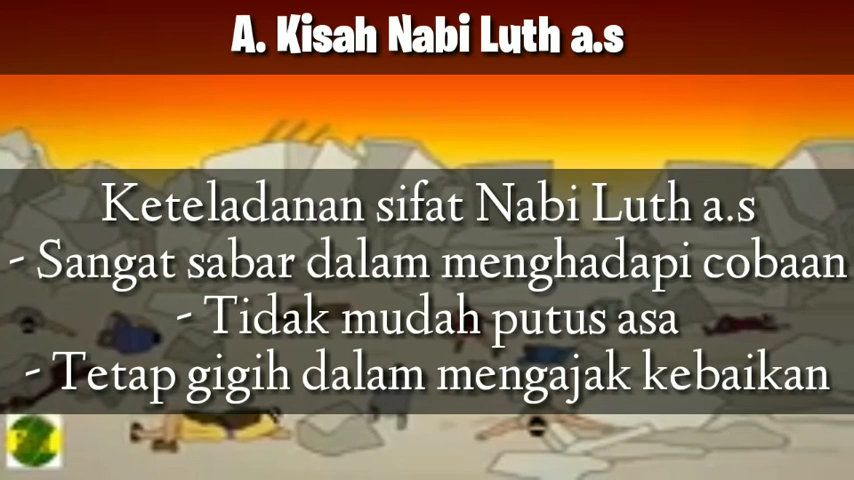 A. Kisah Nabi Luth a.s
Keteladanan sifat Nabi Luth a.s
- Sangat sabar dalam menghadapi cobaan
- Tidak mudah putus asa
- Tetap gigih dalam mengajak kebaikan